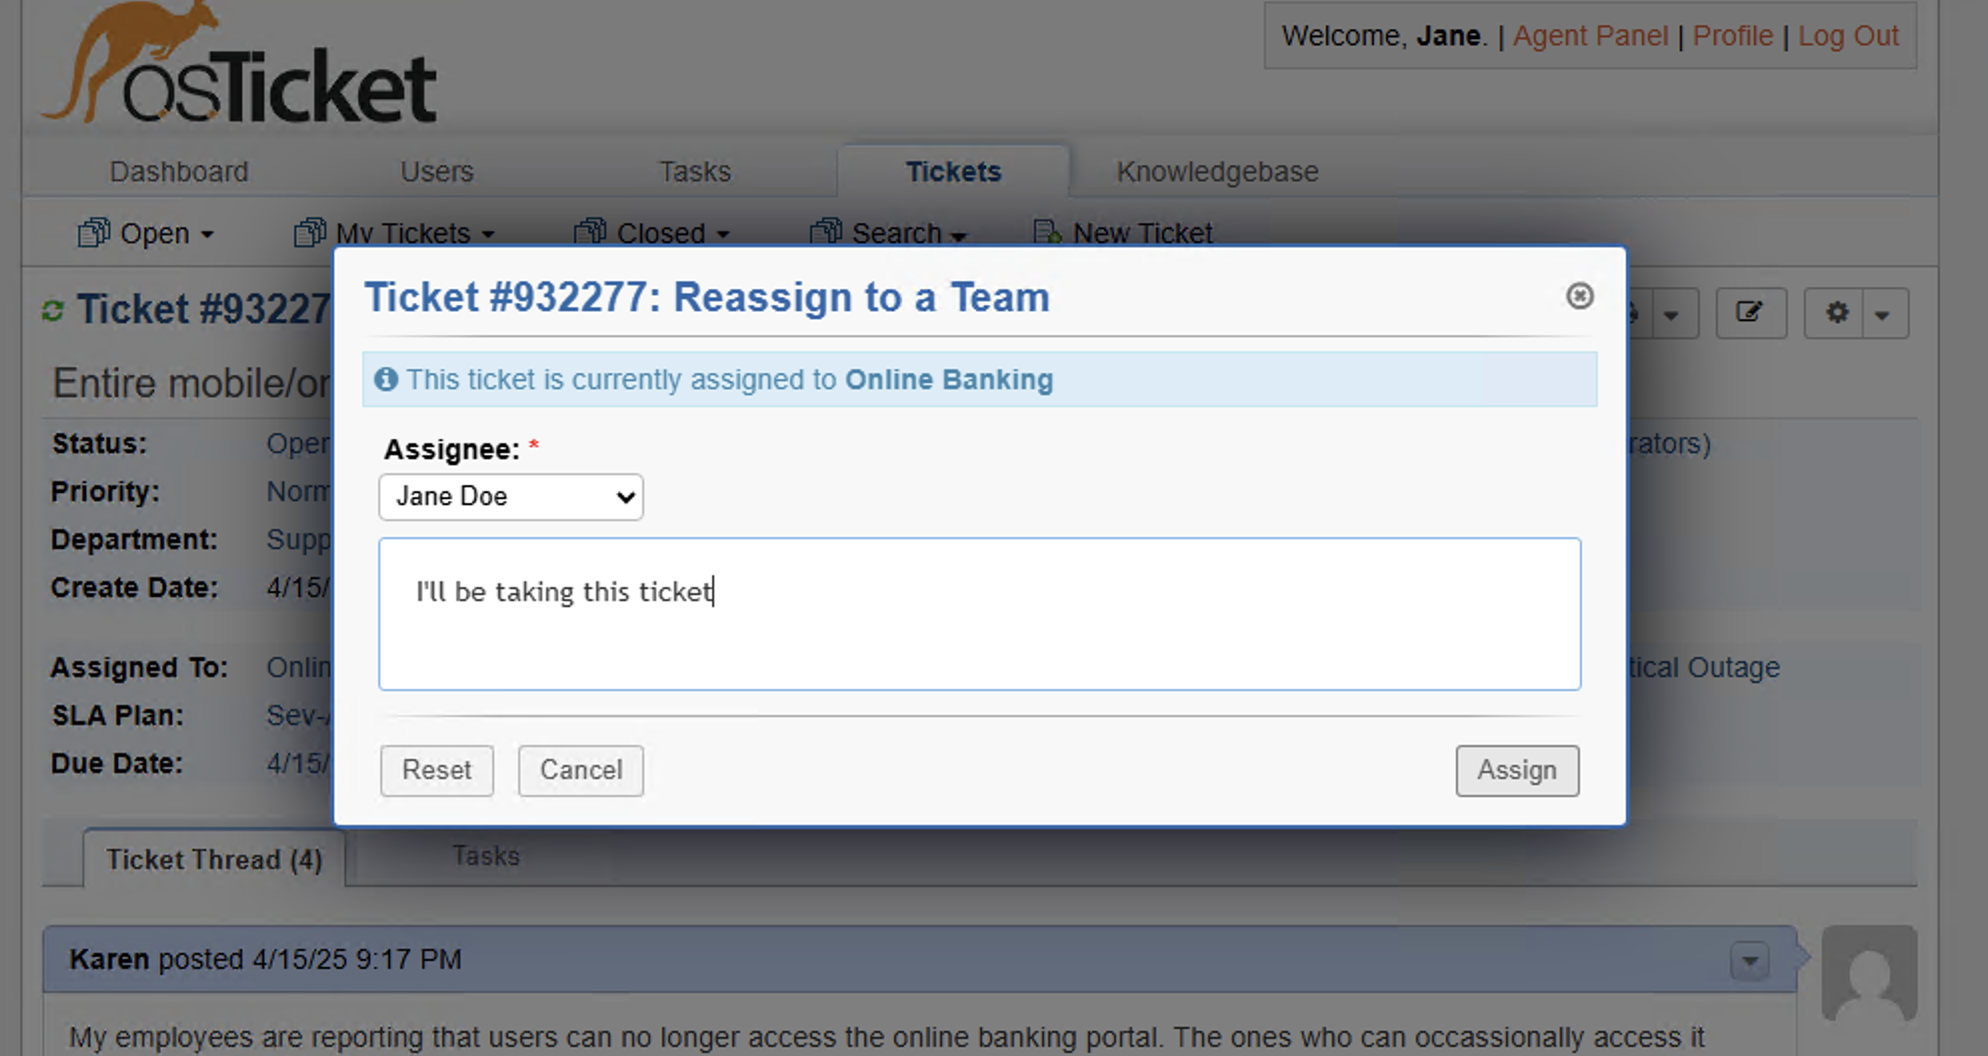 osTicket
Welcome, Jane. | Agent Panel | Profile | Log Out
Dashboard Users Tasks Tickets Knowledgebase
Open My Tickets Closed Search New Ticket
Ticket #93227
Ticket #932277: Reassign to a Team
Entire mobile/or
This ticket is currently assigned to Online Banking
Status: Oper rators)
Assignee: *
Priority: Norm
Jane Doe
Department: Supp
Create Date: 4/15/
I'll be taking this ticket
Assigned To: Onlin tical Outage
SLA Plan: Sev-
Due Date: 4/15/
Reset Cancel Assign
Ticket Thread (4) Tasks
Karen posted 4/15/25 9:17 PM
My employees are reporting that users can no longer access the online banking portal. The ones who can occassionally access it